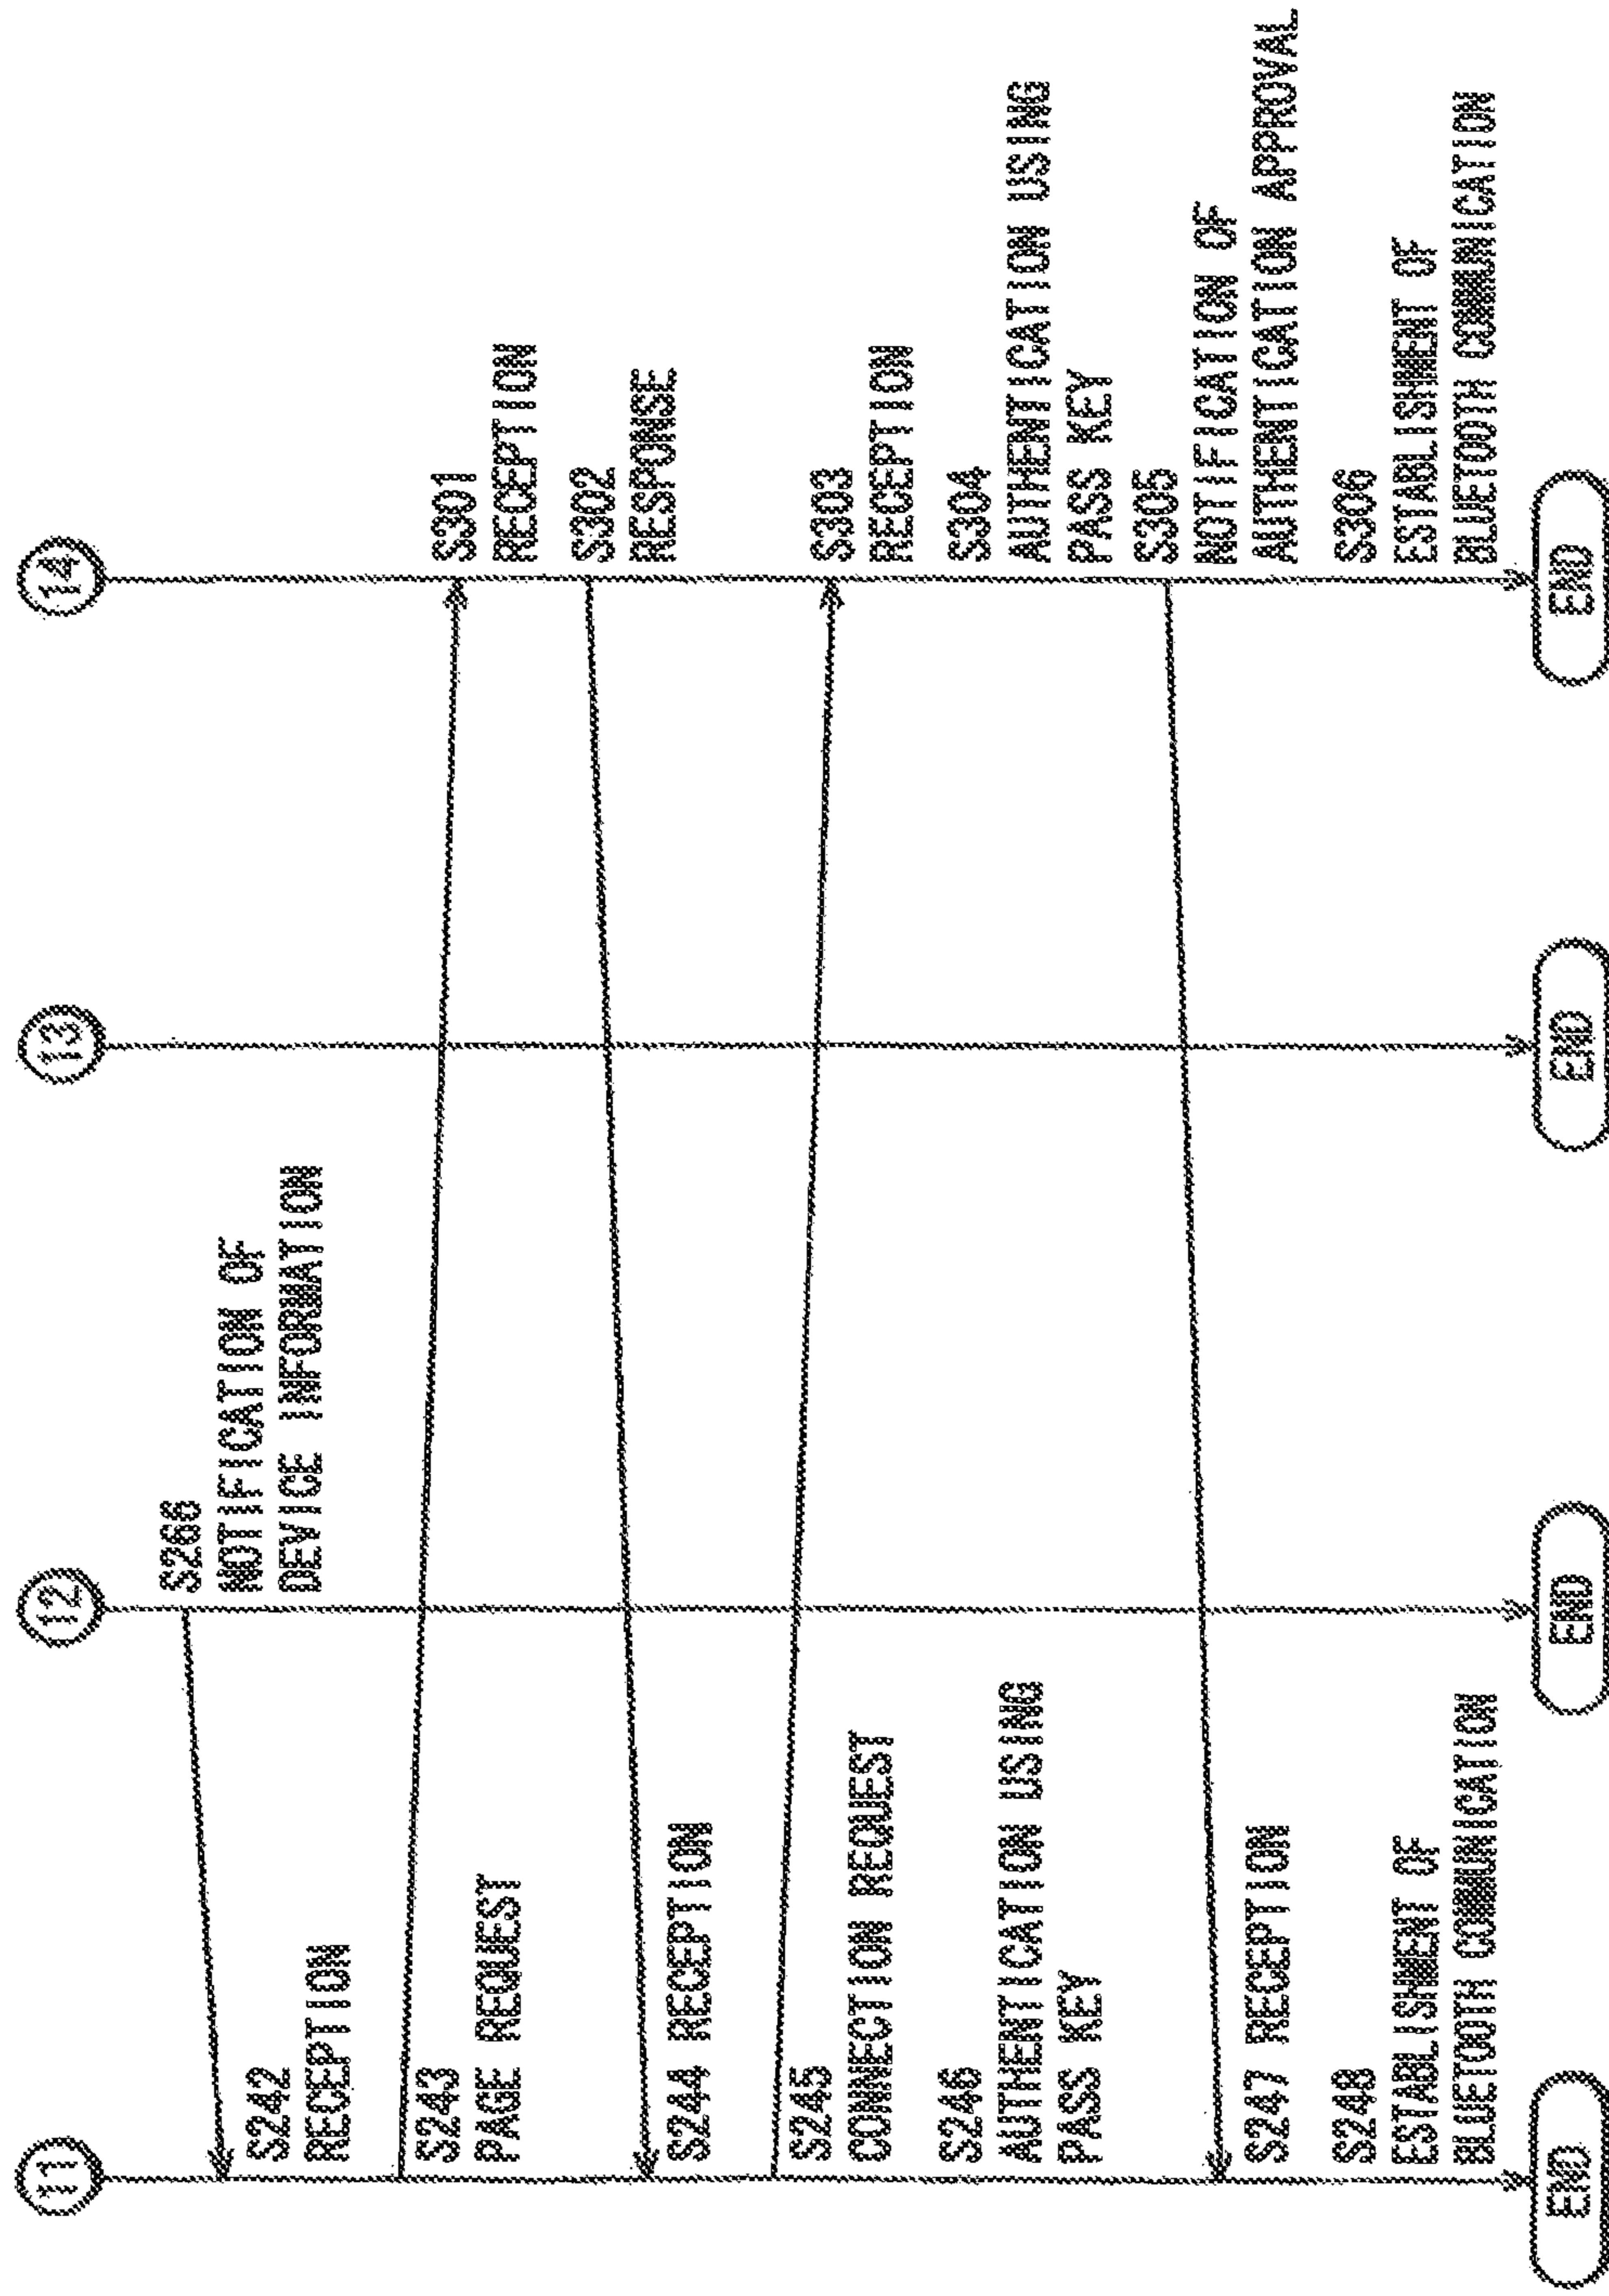 11
12
13
14
S266
NOTIFICATION OF
DEVICE INFORMATION
S242
RECEPTION
S243
PAGE REQUEST
S301
RECEPTION
S302
RESPONSE
S244 RECEPTION
S245
CONNECTION REQUEST
S303
RECEPTION
S246
AUTHENTICATION USING
PASS KEY
S304
AUTHENTICATION USING
PASS KEY
S305
NOTIFICATION OF
AUTHENTICATION APPROVAL
S247 RECEPTION
S248
ESTABLISHMENT OF
BLUETOOTH COMMUNICATION
S306
ESTABLISHMENT OF
BLUETOOTH COMMUNICATION
END
END
END
END